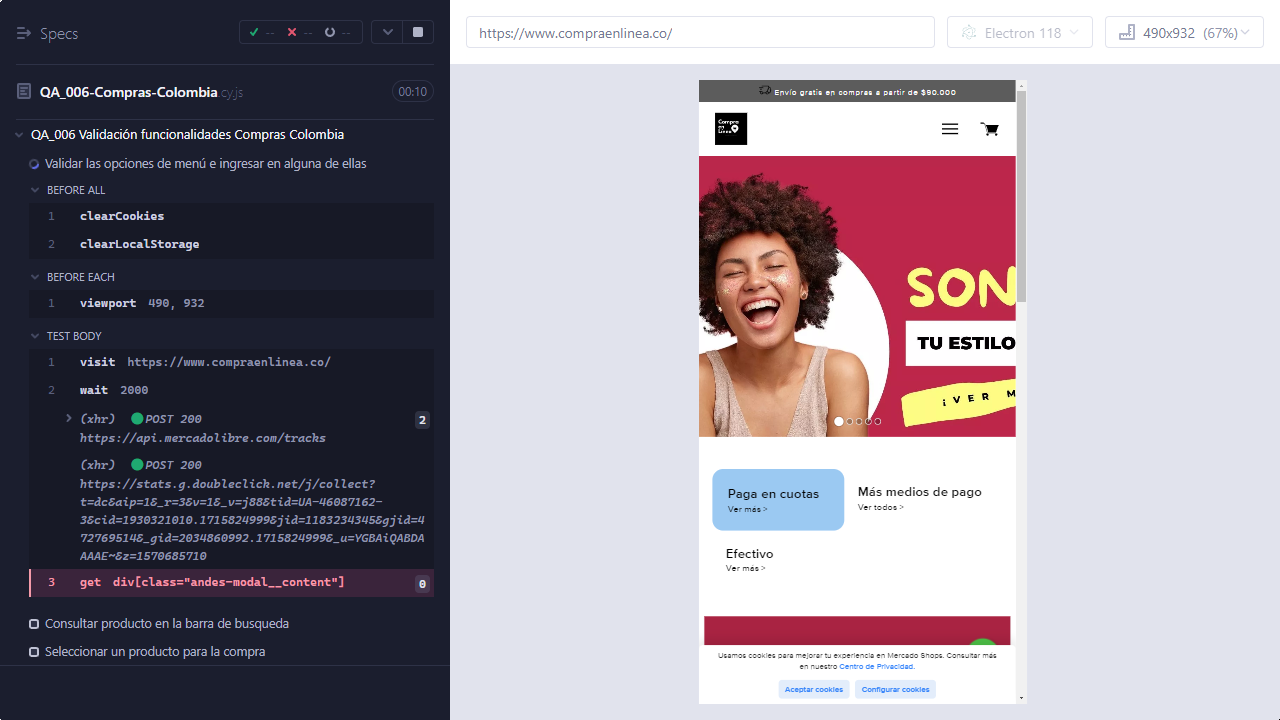 Specs
--
--
--
https://www.compraenlinea.co/
Electron 118
490x932 (67%)
QA_006-Compras-Colombia.cy.js
00:10
QA_006 Validación funcionalidades Compras Colombia
Validar las opciones de menú e ingresar en alguna de ellas
BEFORE ALL
1 clearCookies
2 clearLocalStorage
BEFORE EACH
1 viewport 490, 932
TEST BODY
1 visit https://www.compraenlinea.co/
2 wait 2000
(xhr) POST 200 2
https://api.mercadolibre.com/tracks
(xhr) POST 200
https://stats.g.doubleclick.net/j/collect?
t=dc&aip=1&_r=3&v=1&_v=j88&tid=UA-46087162-
3&cid=1930321010.1715824999&jid=1183234345&gjid=4
72769514&_gid=2034860992.1715824999&_u=YGBAiQABDA
AAAE~&z=1570685710
3 get div[class="andes-modal__content"] 0
Consultar producto en la barra de busqueda
Seleccionar un producto para la compra
Envío gratis en compras a partir de $90.000
Compra
SON
TU ESTILO
¡VER M
Paga en cuotas
Ver más >
Más medios de pago
Ver todos >
Efectivo
Ver más >
Usamos cookies para mejorar tu experiencia en Mercado Shops. Consultar más
en nuestro Centro de Privacidad.
Aceptar cookies
Configurar cookies